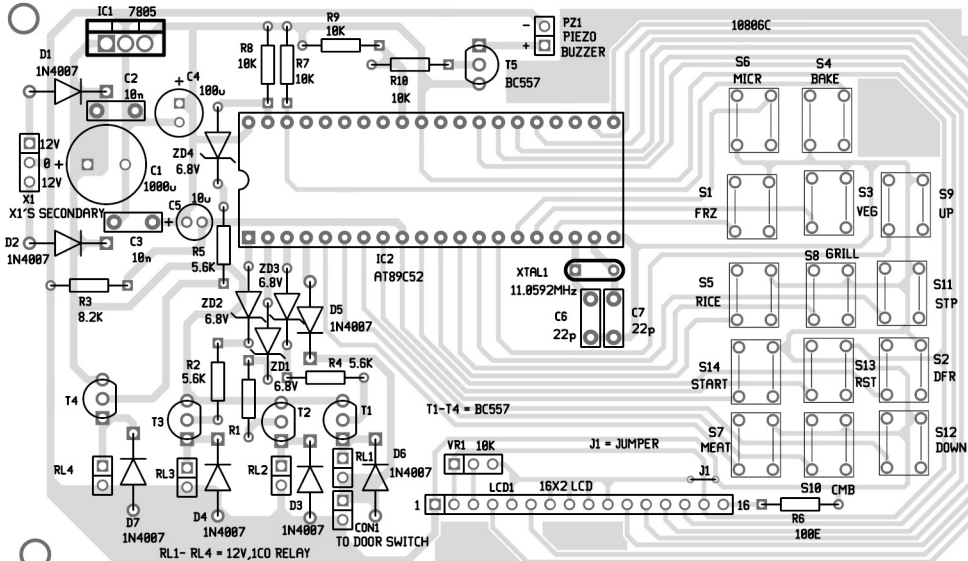 IC1 7805
D1
1N4007
C2
10n
C4
+
100u
R8
10K
R7
10K
R9
10K
R10
10K
T5
BC557
-
+
PZ1
PIEZO
BUZZER
10806C
S6
MICR
S4
BAKE
12V
0
12V
X1
X1'S SECONDARY
+
C1
1000u
ZD4
6.8V
C5
10u
+
C3
10n
D2
1N4007
R5
5.6K
R3
8.2K
IC2
AT89C52
XTAL1
11.0592MHz
C6
22p
C7
22p
S1
FRZ
S3
VEG
S9
UP
S5
RICE
S8 GRILL
S11
STP
S14
START
S13
RST
S2
DFR
S7
MEAT
S10
S12
DOWN
ZD3
6.8V
ZD2
6.8V
ZD1
6.8V
D5
1N4007
R2
5.6K
R4 5.6K
R1
T4
T3
T2
T1
T1-T4 = BC557
RL4
RL3
RL2
RL1
D6
1N4007
D7
1N4007
D4
1N4007
D3
1N4007
CON1
TO DOOR SWITCH
RL1- RL4 = 12V,1CO RELAY
VR1 10K
J1 = JUMPER
J1
LCD1 16X2 LCD
1
16
CMB
R6
100E